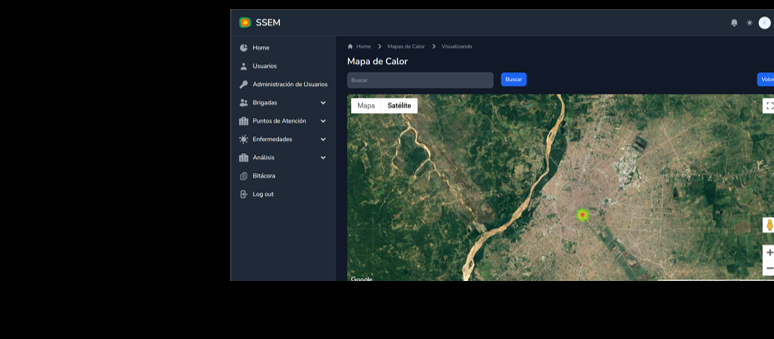 SSEM
Home
Usuarios
Administración de Usuarios
Brigadas
Puntos de Atención
Enfermedades
Análisis
Bitácora
Log out
Home
Mapas de Calor
Visualizando
Mapa de Calor
Buscar
Buscar
Volve
Mapa
Satélite
Google